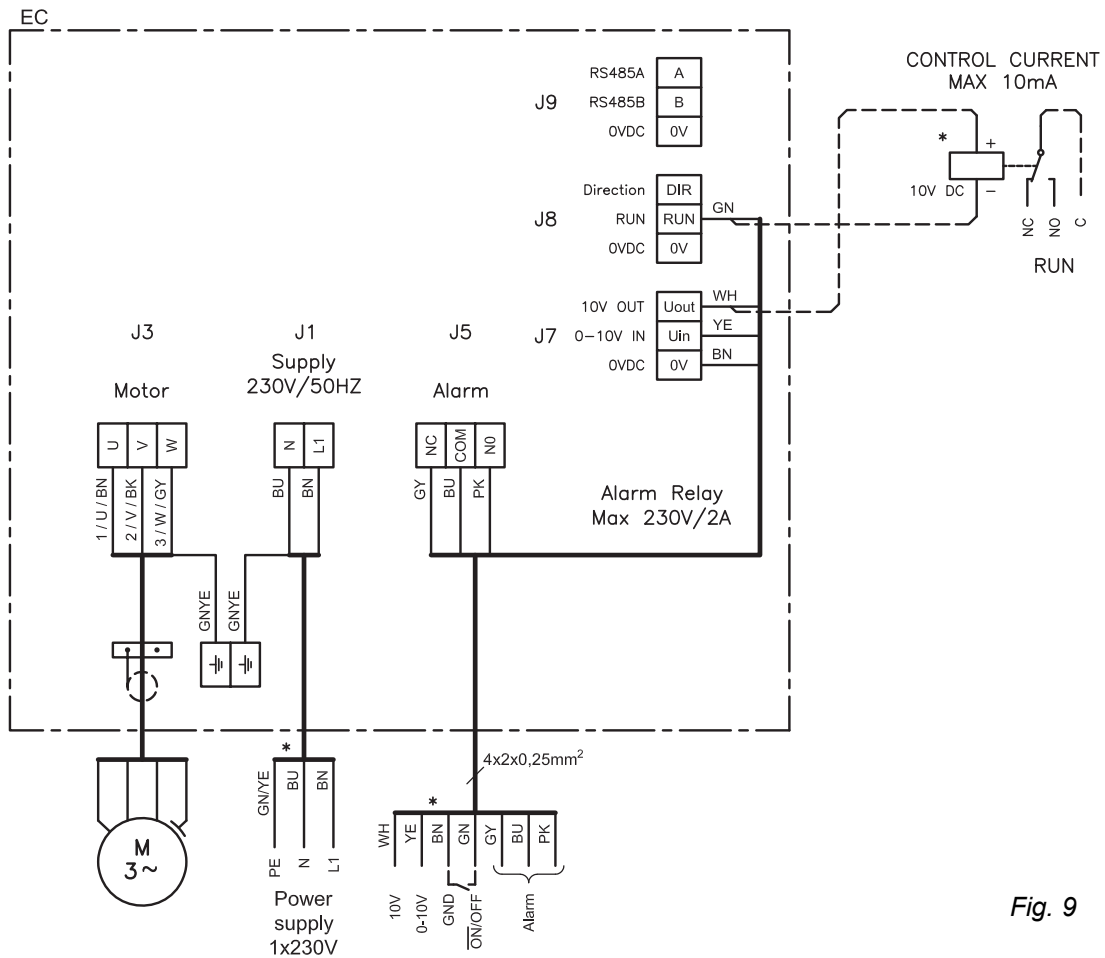 EC
CONTROL CURRENT
MAX 10mA
J9
RS485A A
RS485B B
0VDC 0V
*
+
10V DC −
NC
NO
C
RUN
J8
Direction DIR
RUN RUN GN
0VDC 0V
J7
10V OUT Uout WH
0−10V IN Uin YE
0VDC 0V BN
J3
Motor
U
V
W
1 / U / BN
2 / V / BK
3 / W / GY
J1
Supply
230V/50HZ
N
L1
BU
BN
J5
Alarm
NC
COM
N0
GY
BU
PK
Alarm Relay
Max 230V/2A
GNYE
GNYE
*
GN/YE
BU
BN
PE
N
L1
Power
supply
1x230V
4x2x0,25mm²
*
WH
YE
BN
GN
GY
BU
PK
10V
0-10V
GND
ON/OFF
Alarm
M
3~
Fig. 9